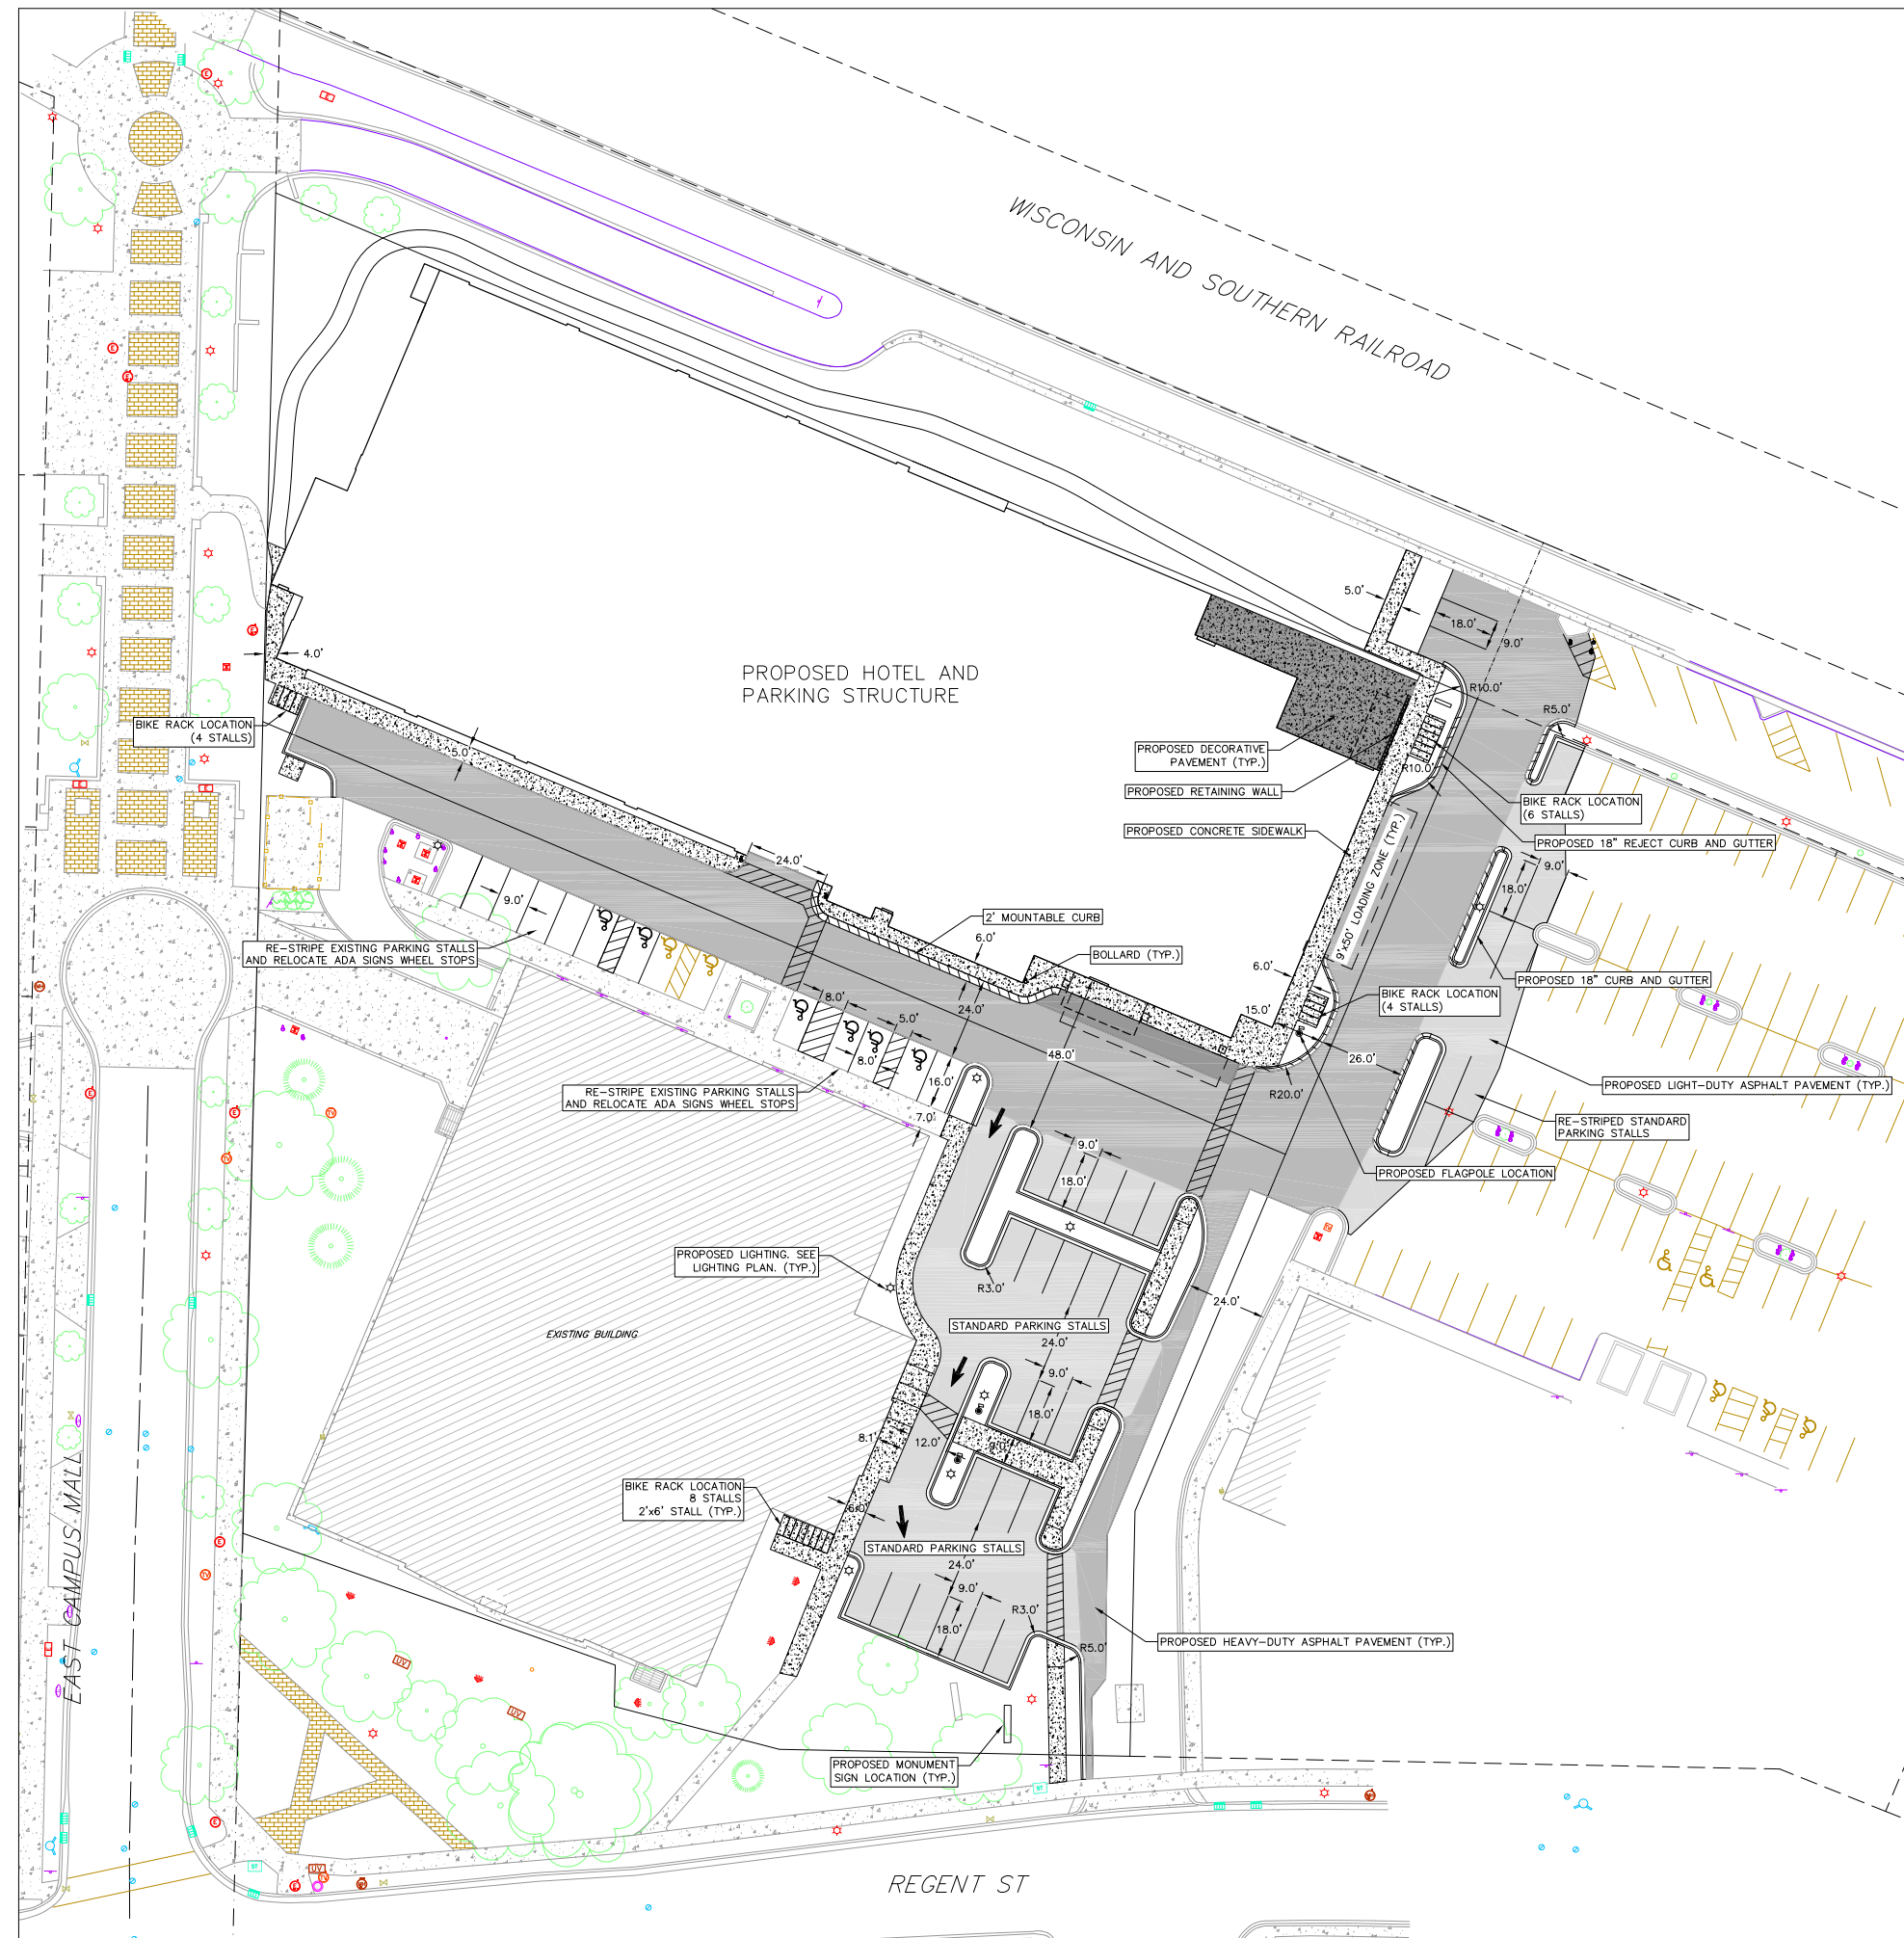 WISCONSIN AND SOUTHERN RAILROAD
5.0'
18.0'
9.0'
4.0'
PROPOSED HOTEL AND
PARKING STRUCTURE
R10.0'
R5.0'
BIKE RACK LOCATION
(4 STALLS)
5.0'
PROPOSED DECORATIVE
PAVEMENT (TYP.)
R10.0'
PROPOSED RETAINING WALL
BIKE RACK LOCATION
(6 STALLS)
PROPOSED CONCRETE SIDEWALK
PROPOSED 18" REJECT CURB AND GUTTER
24.0'
9'x50' LOADING ZONE (TYP.)
9.0'
18.0'
9.0'
2' MOUNTABLE CURB
RE-STRIPE EXISTING PARKING STALLS
AND RELOCATE ADA SIGNS WHEEL STOPS
6.0'
BOLLARD (TYP.)
6.0'
PROPOSED 18" CURB AND GUTTER
BIKE RACK LOCATION
(4 STALLS)
8.0'
24.0'
15.0'
5.0'
48.0'
26.0'
8.0'
16.0'
RE-STRIPE EXISTING PARKING STALLS
AND RELOCATE ADA SIGNS WHEEL STOPS
R20.0'
PROPOSED LIGHT-DUTY ASPHALT PAVEMENT (TYP.)
7.0'
RE-STRIPED STANDARD
PARKING STALLS
9.0'
18.0'
PROPOSED FLAGPOLE LOCATION
PROPOSED LIGHTING. SEE
LIGHTING PLAN. (TYP.)
R3.0'
24.0'
EXISTING BUILDING
STANDARD PARKING STALLS
24.0'
9.0'
18.0'
8.1'
12.0'
9.0'
BIKE RACK LOCATION
8 STALLS
2'x6' STALL (TYP.)
6.0'
STANDARD PARKING STALLS
24.0'
9.0'
18.0'
R3.0'
R5.0'
PROPOSED HEAVY-DUTY ASPHALT PAVEMENT (TYP.)
EAST CAMPUS MALL
PROPOSED MONUMENT
SIGN LOCATION (TYP.)
REGENT ST